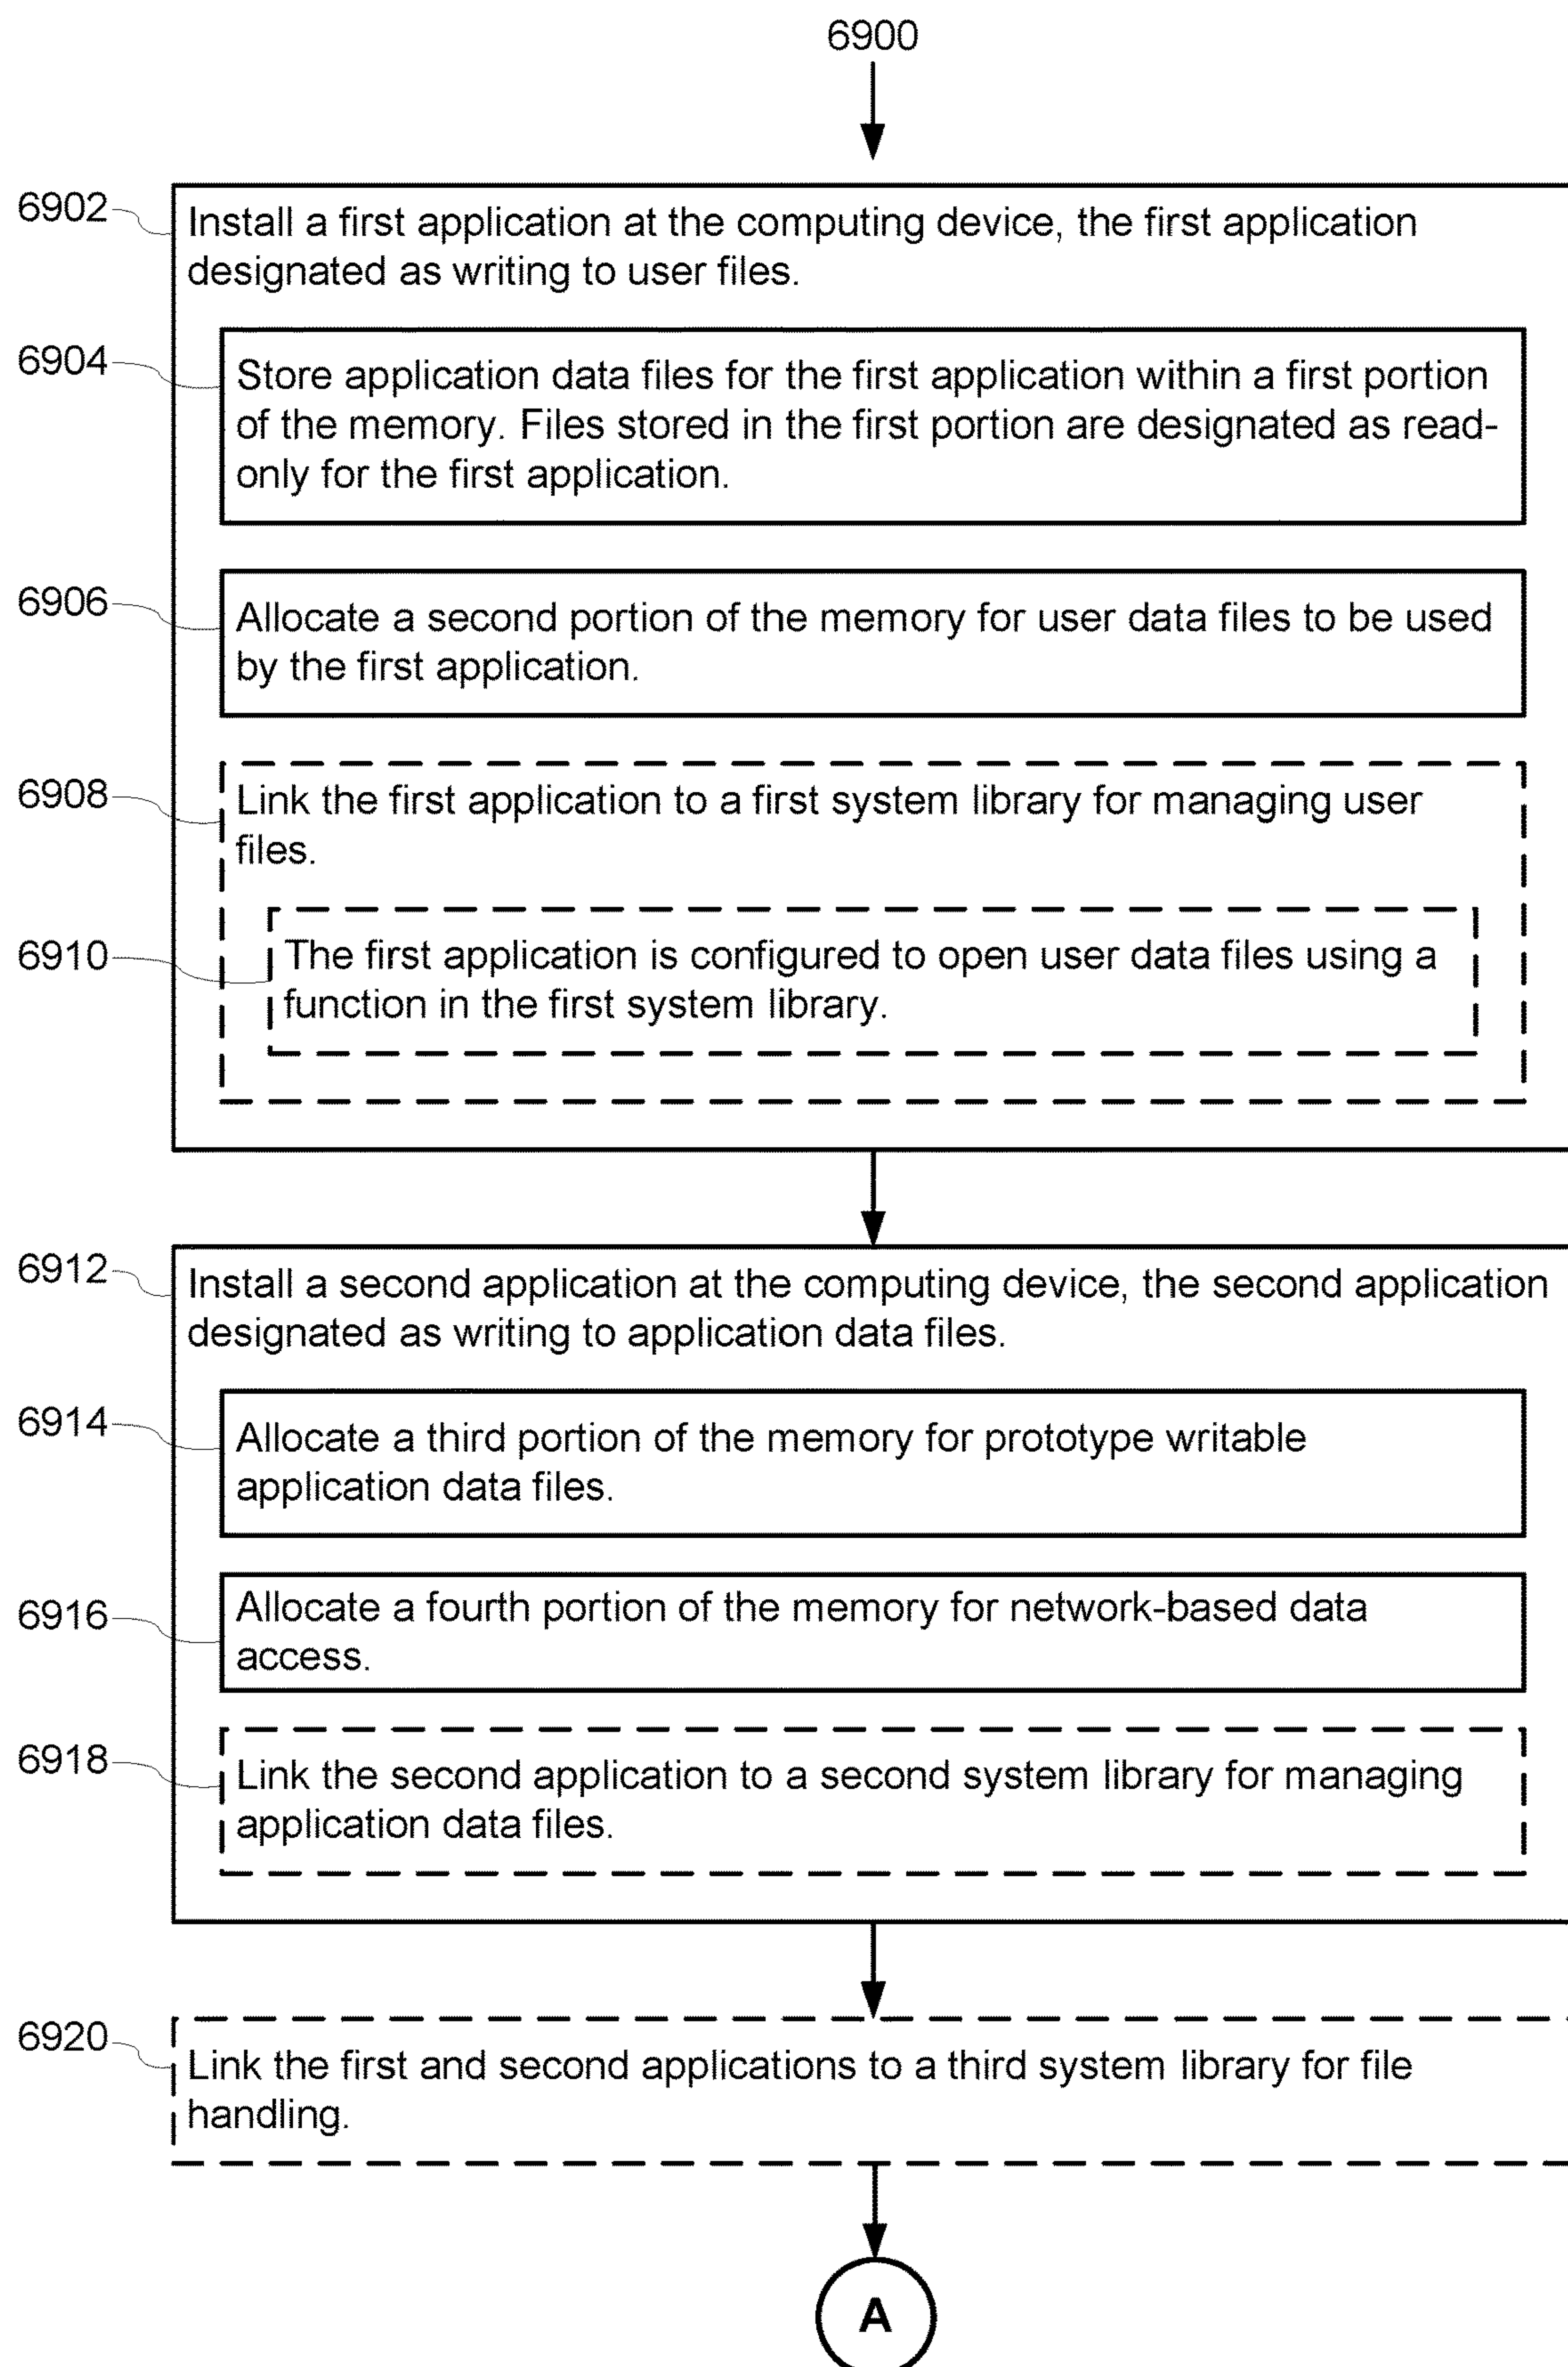 6900
6902
Install a first application at the computing device, the first application
designated as writing to user files.
6904
Store application data files for the first application within a first portion
of the memory. Files stored in the first portion are designated as read-
only for the first application.
6906
Allocate a second portion of the memory for user data files to be used
by the first application.
6908
Link the first application to a first system library for managing user
files.
6910
The first application is configured to open user data files using a
function in the first system library.
6912
Install a second application at the computing device, the second application
designated as writing to application data files.
6914
Allocate a third portion of the memory for prototype writable
application data files.
6916
Allocate a fourth portion of the memory for network-based data
access.
6918
Link the second application to a second system library for managing
application data files.
6920
Link the first and second applications to a third system library for file
handling.
A